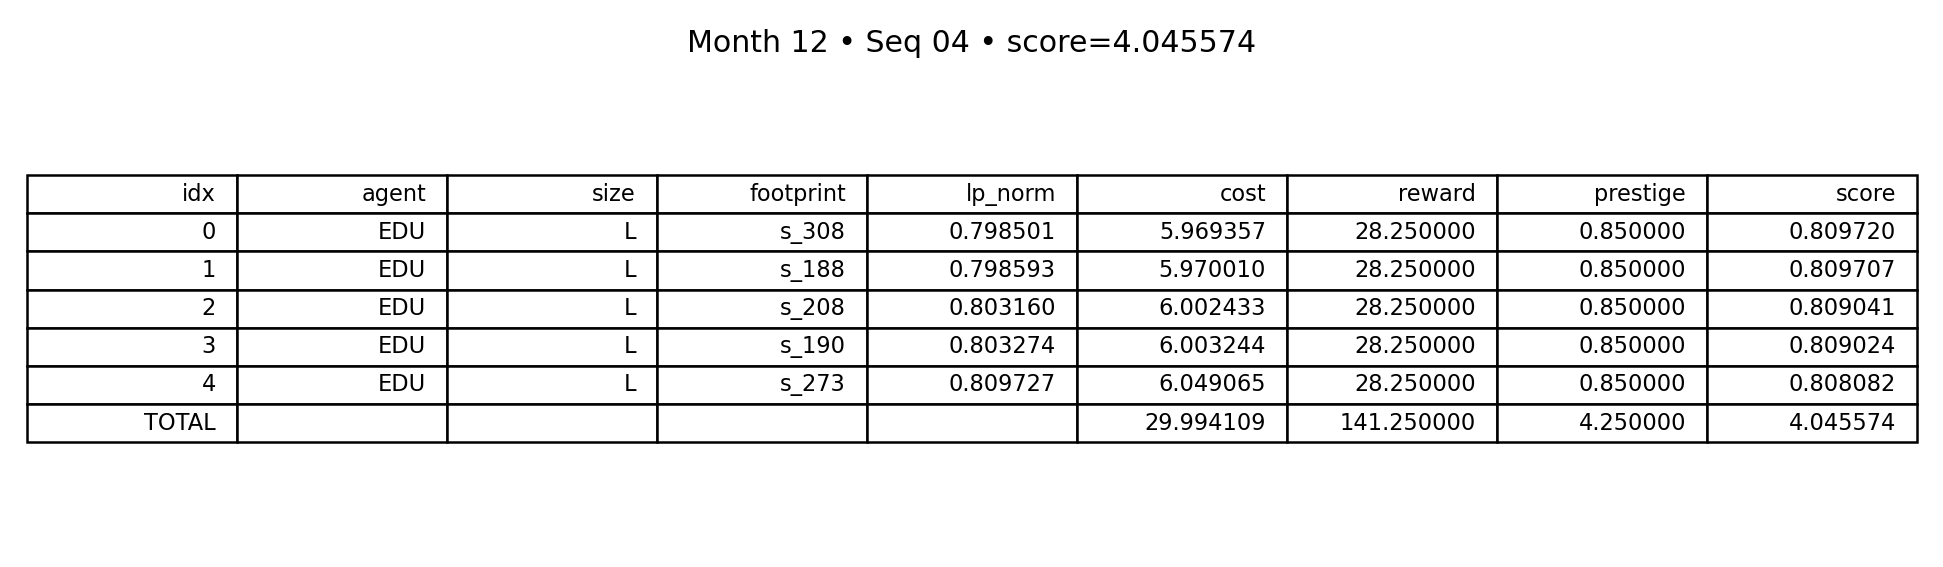 Month 12 • Seq 04 • score=4.045574
idx agent size footprint lp_norm cost reward prestige score
0 EDU L s_308 0.798501 5.969357 28.250000 0.850000 0.809720
1 EDU L s_188 0.798593 5.970010 28.250000 0.850000 0.809707
2 EDU L s_208 0.803160 6.002433 28.250000 0.850000 0.809041
3 EDU L s_190 0.803274 6.003244 28.250000 0.850000 0.809024
4 EDU L s_273 0.809727 6.049065 28.250000 0.850000 0.808082
TOTAL 29.994109 141.250000 4.250000 4.045574